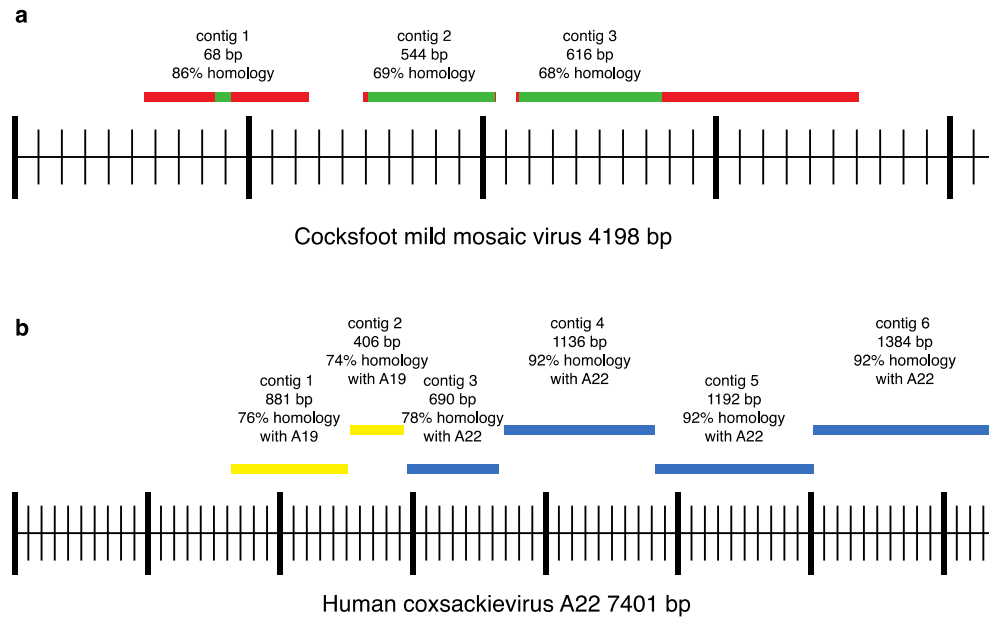 a
contig 1
68 bp
86% homology
contig 2
544 bp
69% homology
contig 3
616 bp
68% homology
Cocksfoot mild mosaic virus 4198 bp
b
contig 1
881 bp
76% homology
with A19
contig 2
406 bp
74% homology
with A19
contig 3
690 bp
78% homology
with A22
contig 4
1136 bp
92% homology
with A22
contig 5
1192 bp
92% homology
with A22
contig 6
1384 bp
92% homology
with A22
Human coxsackievirus A22 7401 bp